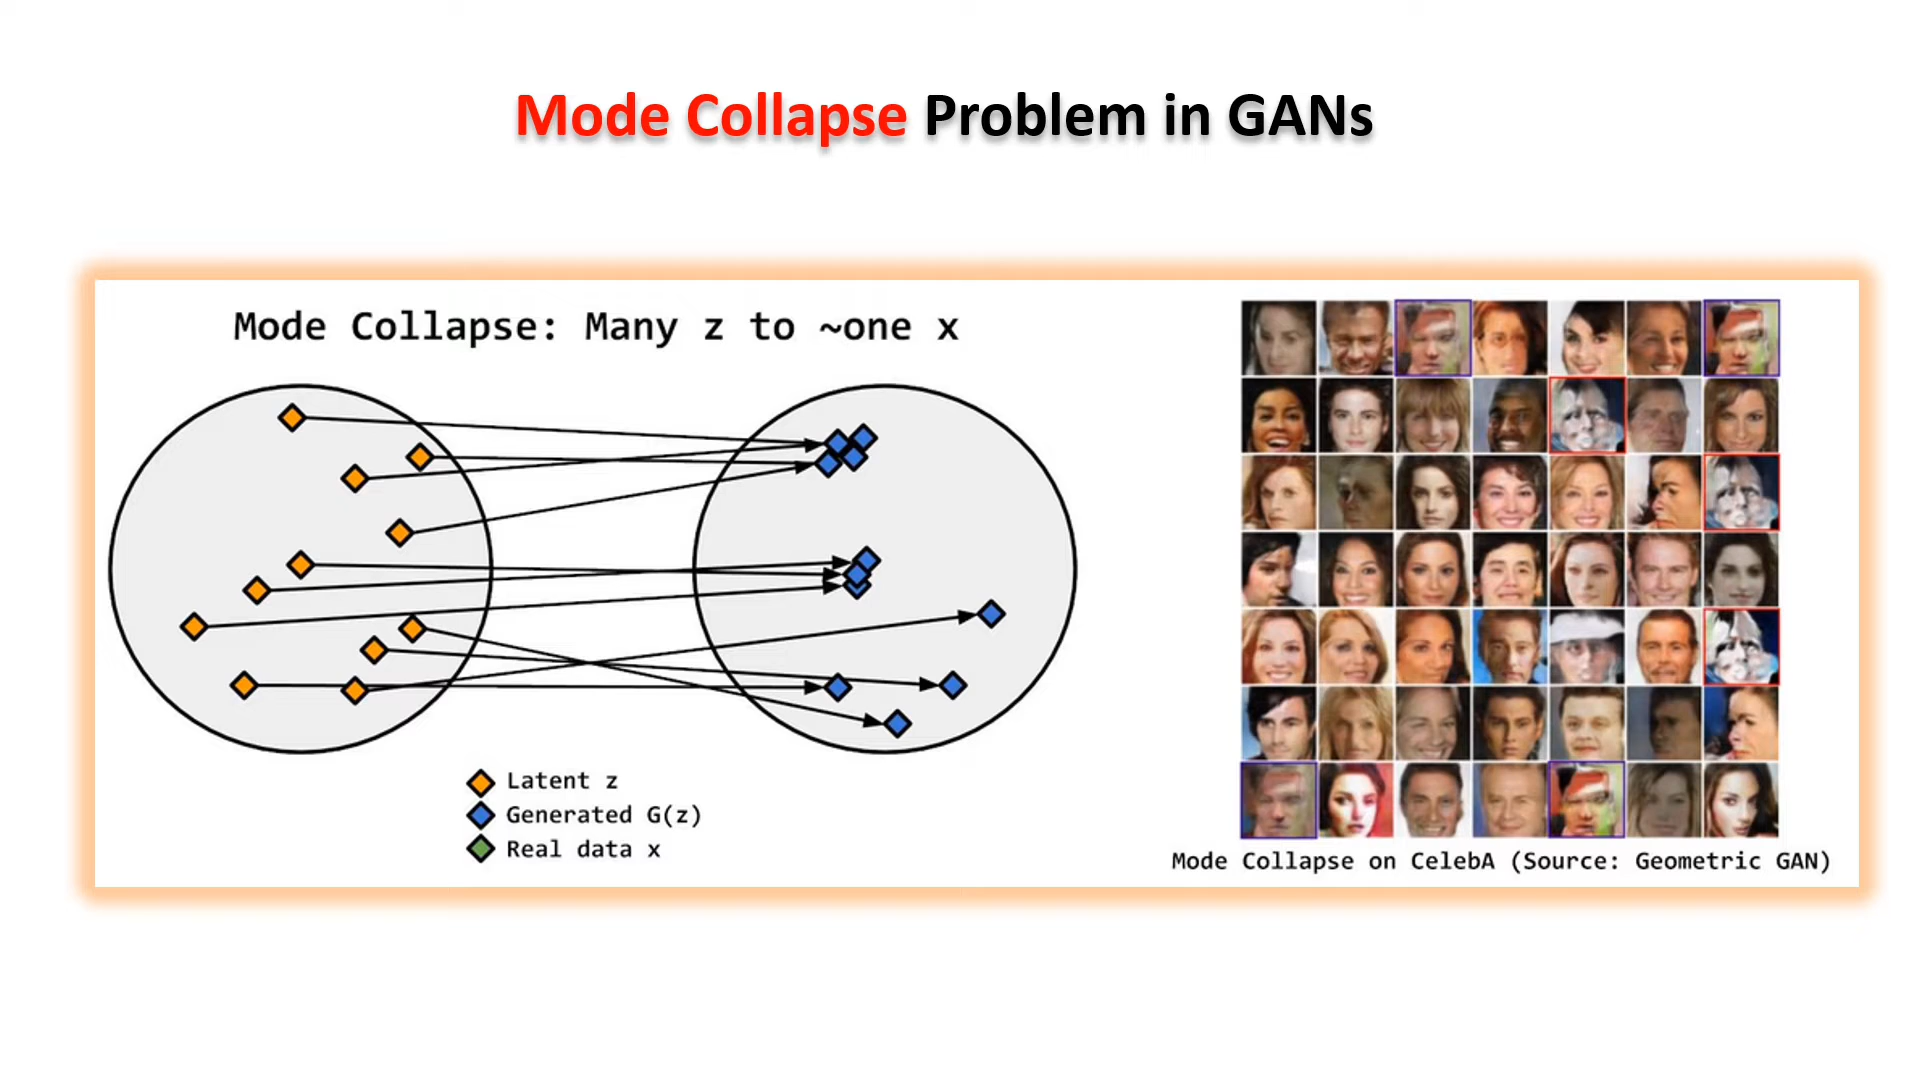 Mode Collapse Problem in GANs
Mode Collapse: Many z to ~one x
Latent z
Generated G(z)
Real data x
Mode Collapse on CelebA (Source: Geometric GAN)